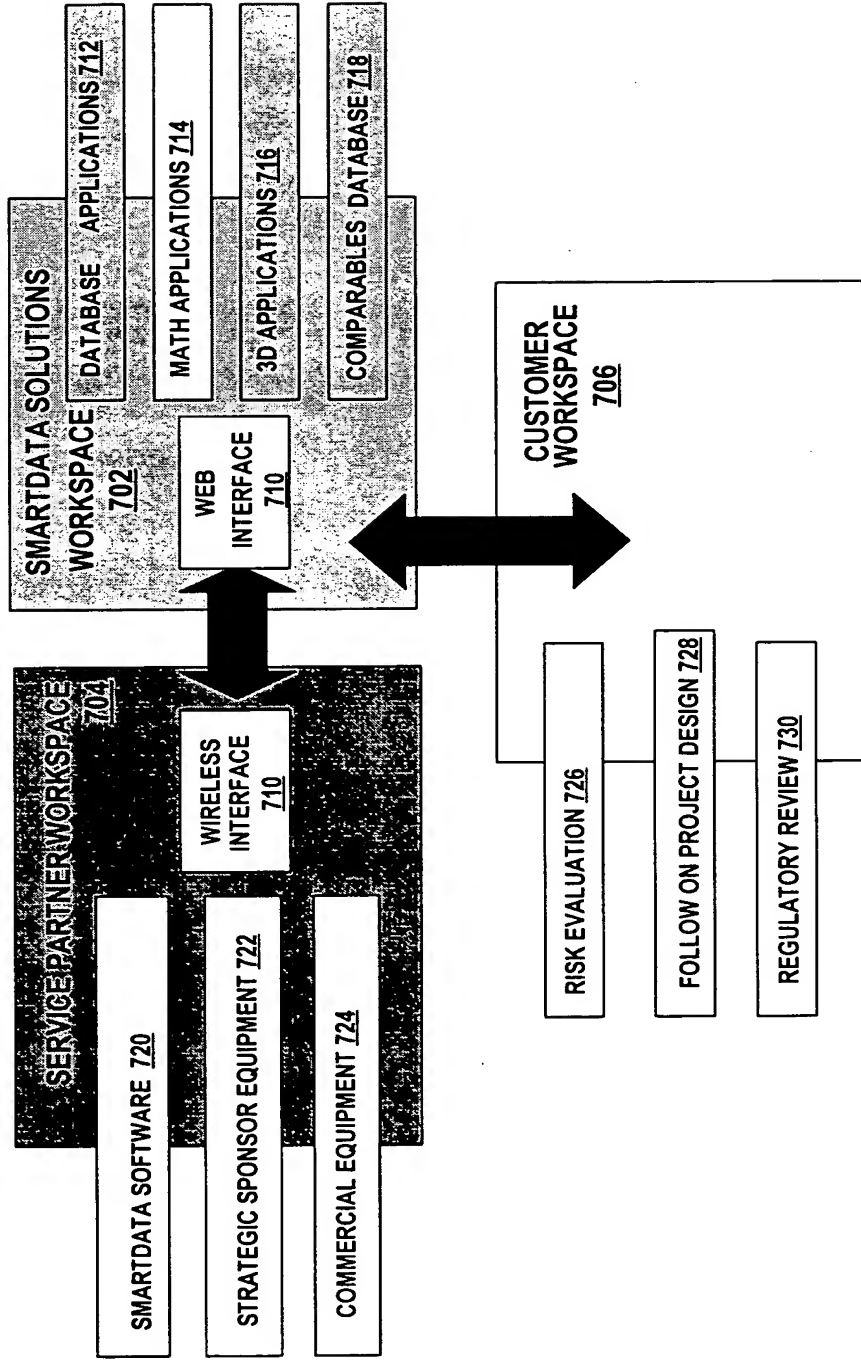 SERVICE PARTNER WORKSPACE
704
SMARTDATA SOFTWARE 720
STRATEGIC SPONSOR EQUIPMENT 722
COMMERCIAL EQUIPMENT 724
WIRELESS
INTERFACE
710
SMARTDATA SOLUTIONS
WORKSPACE
702
WEB
INTERFACE
710
DATABASE APPLICATIONS 712
MATH APPLICATIONS 714
3D APPLICATIONS 716
COMPARABLES DATABASE 718
CUSTOMER
WORKSPACE
706
RISK EVALUATION 726
FOLLOW ON PROJECT DESIGN 728
REGULATORY REVIEW 730